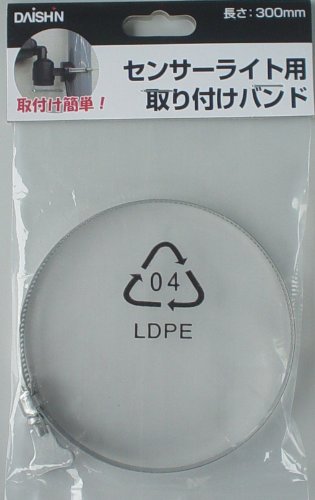 DAISHIN
長さ：300mm
取付け簡単！
センサーライト用
取り付けバンド
04
LDPE